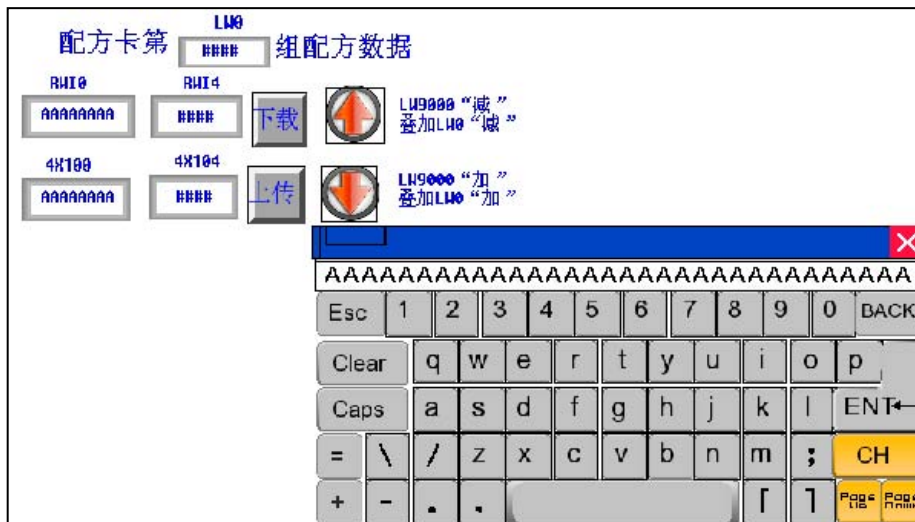 LW0
配方卡第 #### 组配方数据
RWI0 RWI4
AAAAAAAA #### 下载 LW9000 “减”
叠加LW0 “减”
4X100 4X104
AAAAAAAA #### 上传 LW9000 “加”
叠加LW0 “加”
AAAAAAAAAAAAAAAAAAAAAAAAAAAAAAAA
Esc 1 2 3 4 5 6 7 8 9 0 BACK
Clear q w e r t y u i o p
Caps a s d f g h j k l ENT←
= \ / z x c v b n m ; CH
+ - . , [ ] Page Page